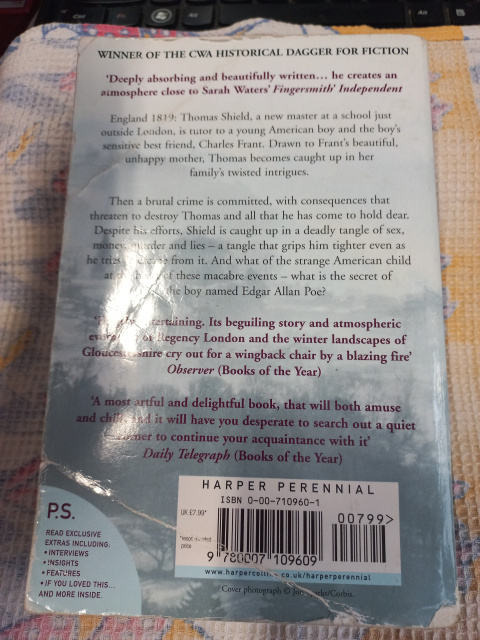 WINNER OF THE CWA HISTORICAL DAGGER FOR FICTION
'Deeply absorbing and beautifully written... he creates an
atmosphere close to Sarah Waters' Fingersmith' Independent
England 1819: Thomas Shield, a new master at a school just
outside London, is tutor to a young American boy and the boy's
sensitive best friend, Charles Frant. Drawn to Frant's beautiful,
unhappy mother, Thomas becomes caught up in her
family's twisted intrigues.
Then a brutal crime is committed, with consequences that
threaten to destroy Thomas and all that he has come to hold dear.
Despite his efforts, Shield is caught up in a deadly tangle of sex,
money, murder and lies – a tangle that grips him tighter even as
he tries from it. And what of the strange American child
at the of these macabre events – what is the secret of
the boy named Edgar Allan Poe?
entertaining. Its beguiling story and atmospheric
of Regency London and the winter landscapes of
Gloucestershire cry out for a wingback chair by a blazing fire'
Observer (Books of the Year)
'A most artful and delightful book, that will both amuse
and chill, and it will have you desperate to search out a quiet
corner to continue your acquaintance with it'
Daily Telegraph (Books of the Year)
HARPER PERENNIAL
ISBN 0-00-710960-1
UK £7.99*
00799>
price
9 780007 109609
www.harpercollins.co.uk/harperperennial
Cover photograph © /Corbis.
P.S.
READ EXCLUSIVE
EXTRAS INCLUDING:
• INTERVIEWS
• INSIGHTS
• FEATURES
• IF YOU LOVED THIS...
AND MORE INSIDE.
Alt